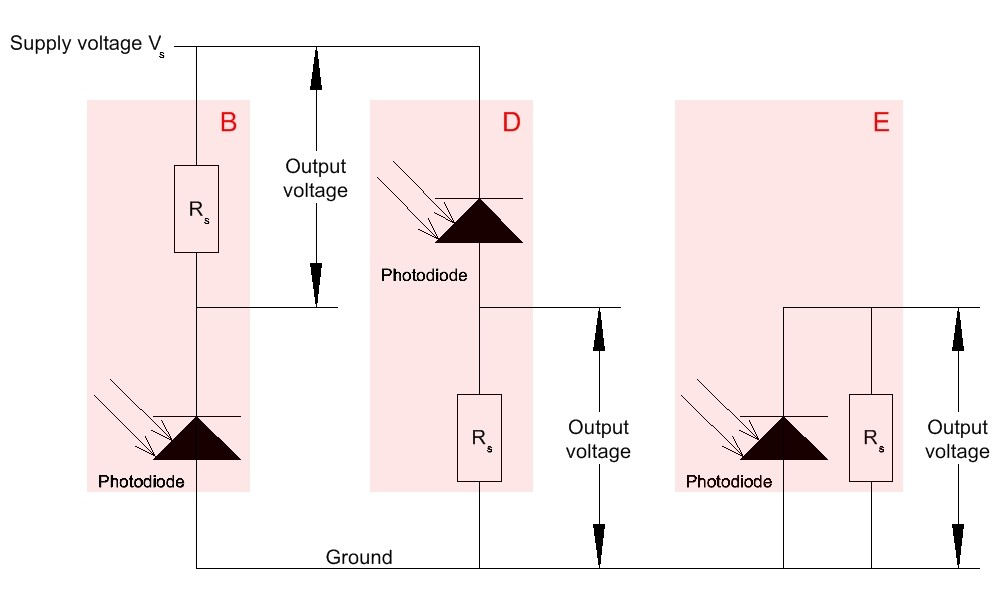 Supply voltage Vs
B
D
E
Output
voltage
Rs
Photodiode
Photodiode
Rs
Output
voltage
Rs
Output
voltage
Photodiode
Ground